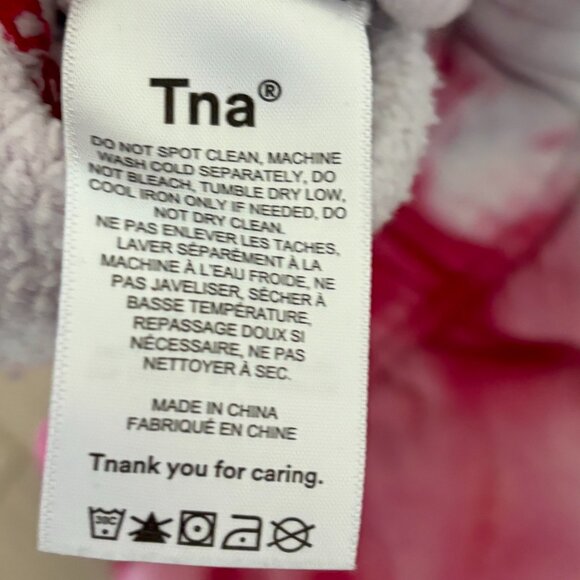 Tna®
DO NOT SPOT CLEAN, MACHINE
WASH COLD SEPARATELY, DO
NOT BLEACH, TUMBLE DRY LOW,
COOL IRON ONLY IF NEEDED, DO
NOT DRY CLEAN.
NE PAS ENLEVER LES TACHES,
LAVER SÉPARÉMENT À LA
MACHINE À L'EAU FROIDE, NE
PAS JAVELISER, SÉCHER À
BASSE TEMPÉRATURE,
REPASSAGE DOUX SI
NÉCESSAIRE, NE PAS
NETTOYER À SEC.
MADE IN CHINA
FABRIQUÉ EN CHINE
Tnank you for caring.
30C